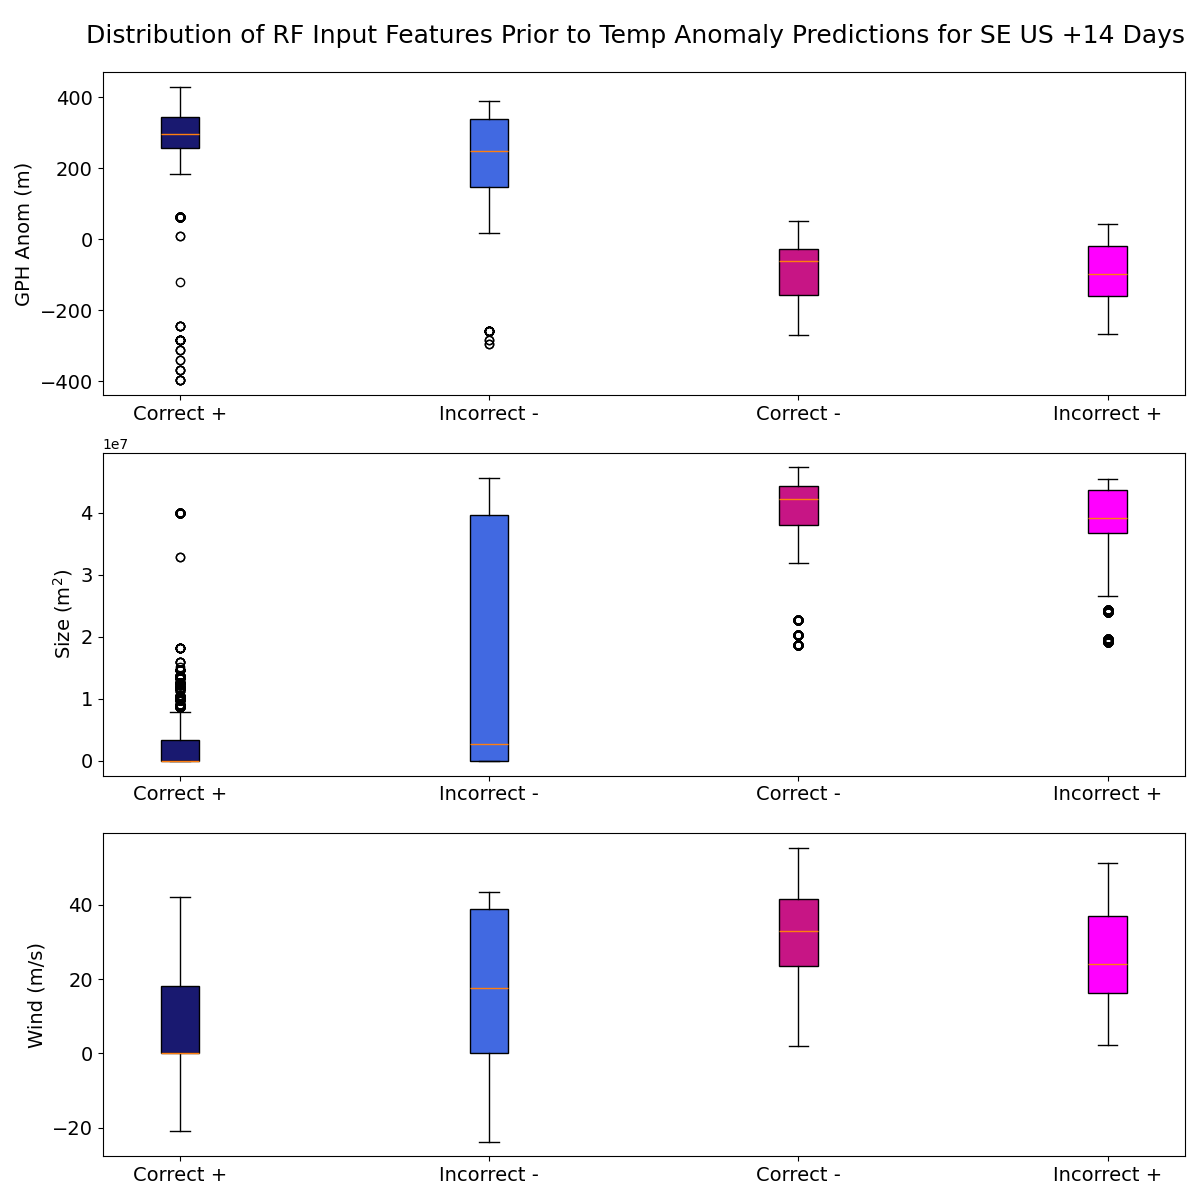 Distribution of RF Input Features Prior to Temp Anomaly Predictions for SE US +14 Days
GPH Anom (m)
400
200
0
−200
−400
Correct + Incorrect - Correct - Incorrect +
1e7
Size (m²)
4
3
2
1
0
Correct + Incorrect - Correct - Incorrect +
Wind (m/s)
40
20
0
−20
Correct + Incorrect - Correct - Incorrect +